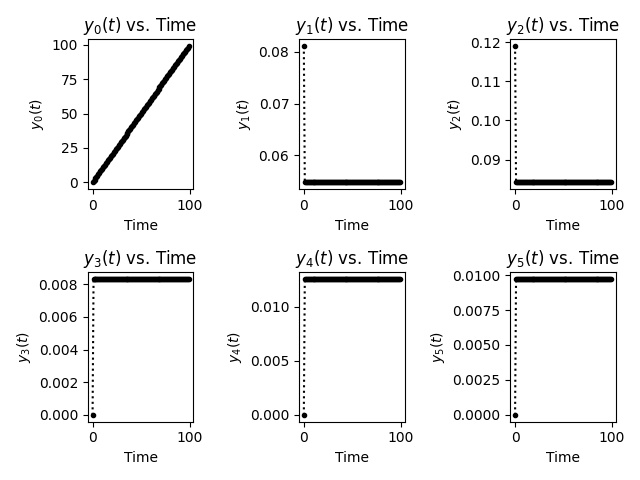 y₀(t) vs. Time
y₁(t) vs. Time
y₂(t) vs. Time
100
75
50
25
0
y₀(t)
0 100
Time
0.08
0.07
0.06
y₁(t)
0 100
Time
0.12
0.11
0.10
0.09
y₂(t)
0 100
Time
y₃(t) vs. Time
y₄(t) vs. Time
y₅(t) vs. Time
0.008
0.006
0.004
0.002
0.000
y₃(t)
0 100
Time
0.010
0.005
0.000
y₄(t)
0 100
Time
0.0100
0.0075
0.0050
0.0025
0.0000
y₅(t)
0 100
Time